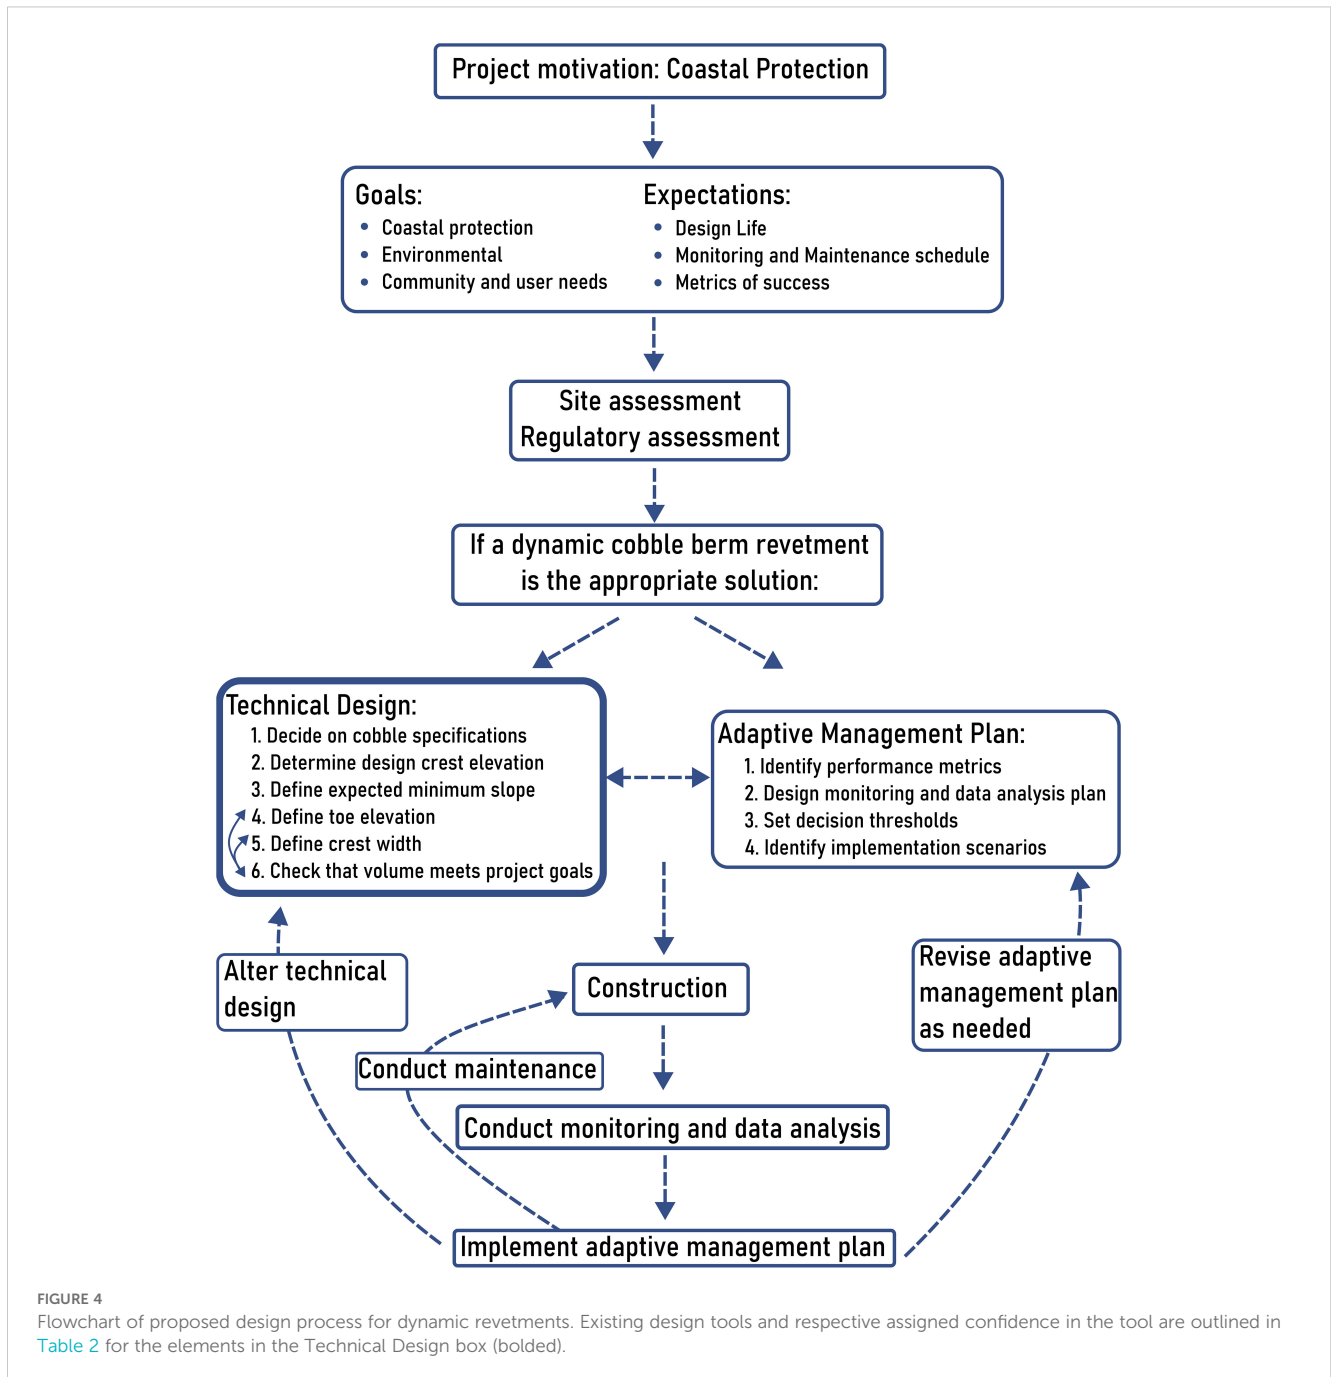 Project motivation: Coastal Protection
Goals:
• Coastal protection
• Environmental
• Community and user needs
Expectations:
• Design Life
• Monitoring and Maintenance schedule
• Metrics of success
Site assessment
Regulatory assessment
If a dynamic cobble berm revetment
is the appropriate solution:
Technical Design:
1. Decide on cobble specifications
2. Determine design crest elevation
3. Define expected minimum slope
4. Define toe elevation
5. Define crest width
6. Check that volume meets project goals
Adaptive Management Plan:
1. Identify performance metrics
2. Design monitoring and data analysis plan
3. Set decision thresholds
4. Identify implementation scenarios
Alter technical
design
Construction
Revise adaptive
management plan
as needed
Conduct maintenance
Conduct monitoring and data analysis
Implement adaptive management plan
FIGURE 4
Flowchart of proposed design process for dynamic revetments. Existing design tools and respective assigned confidence in the tool are outlined in
Table 2 for the elements in the Technical Design box (bolded).